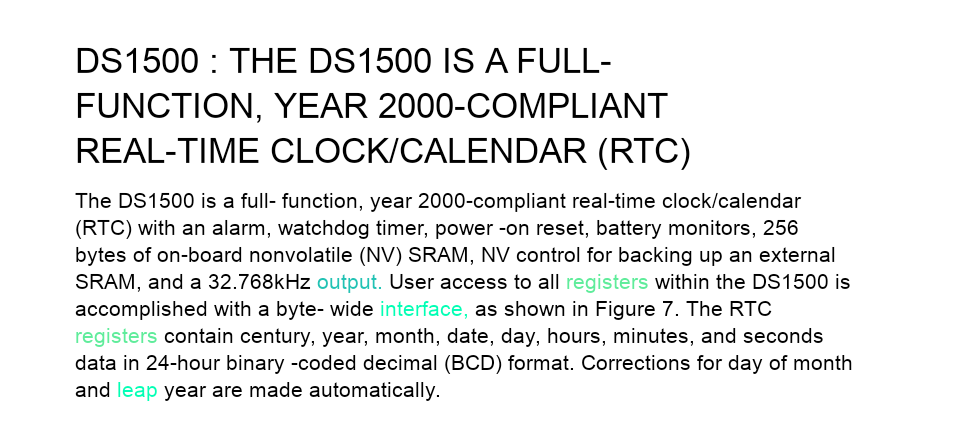 DS1500 : THE DS1500 IS A FULL-
FUNCTION, YEAR 2000-COMPLIANT
REAL-TIME CLOCK/CALENDAR (RTC)
The DS1500 is a full- function, year 2000-compliant real-time clock/calendar
(RTC) with an alarm, watchdog timer, power -on reset, battery monitors, 256
bytes of on-board nonvolatile (NV) SRAM, NV control for backing up an external
SRAM, and a 32.768kHz output. User access to all registers within the DS1500 is
accomplished with a byte- wide interface, as shown in Figure 7. The RTC
registers contain century, year, month, date, day, hours, minutes, and seconds
data in 24-hour binary -coded decimal (BCD) format. Corrections for day of month
and leap year are made automatically.